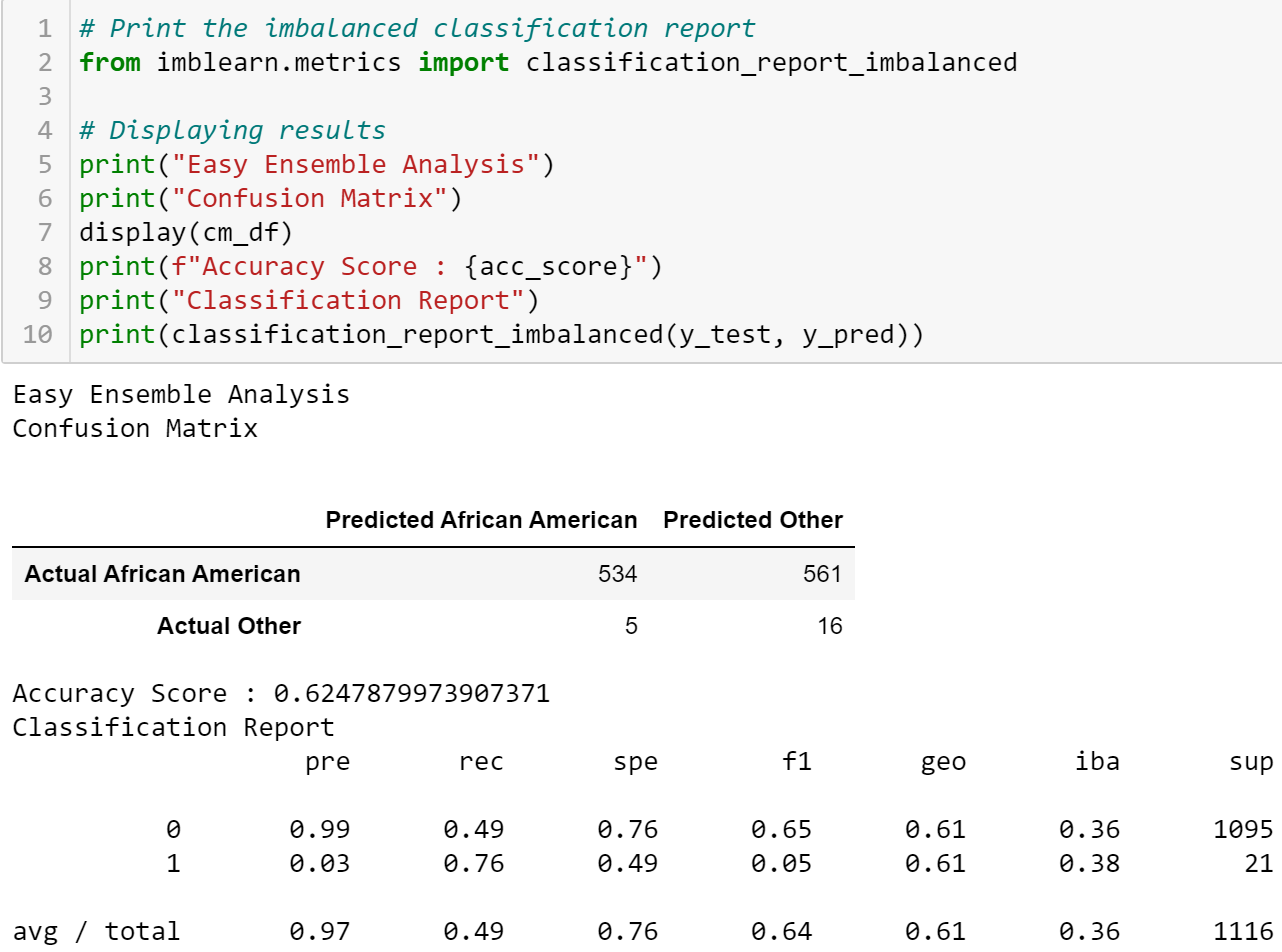 1 # Print the imbalanced classification report
2 from imblearn.metrics import classification_report_imbalanced
3
4 # Displaying results
5 print("Easy Ensemble Analysis")
6 print("Confusion Matrix")
7 display(cm_df)
8 print(f"Accuracy Score : {acc_score}")
9 print("Classification Report")
10 print(classification_report_imbalanced(y_test, y_pred))
Easy Ensemble Analysis
Confusion Matrix
Predicted African American Predicted Other
Actual African American 534 561
Actual Other 5 16
Accuracy Score : 0.6247879973907371
Classification Report
pre rec spe f1 geo iba sup
0 0.99 0.49 0.76 0.65 0.61 0.36 1095
1 0.03 0.76 0.49 0.05 0.61 0.38 21
avg / total 0.97 0.49 0.76 0.64 0.61 0.36 1116